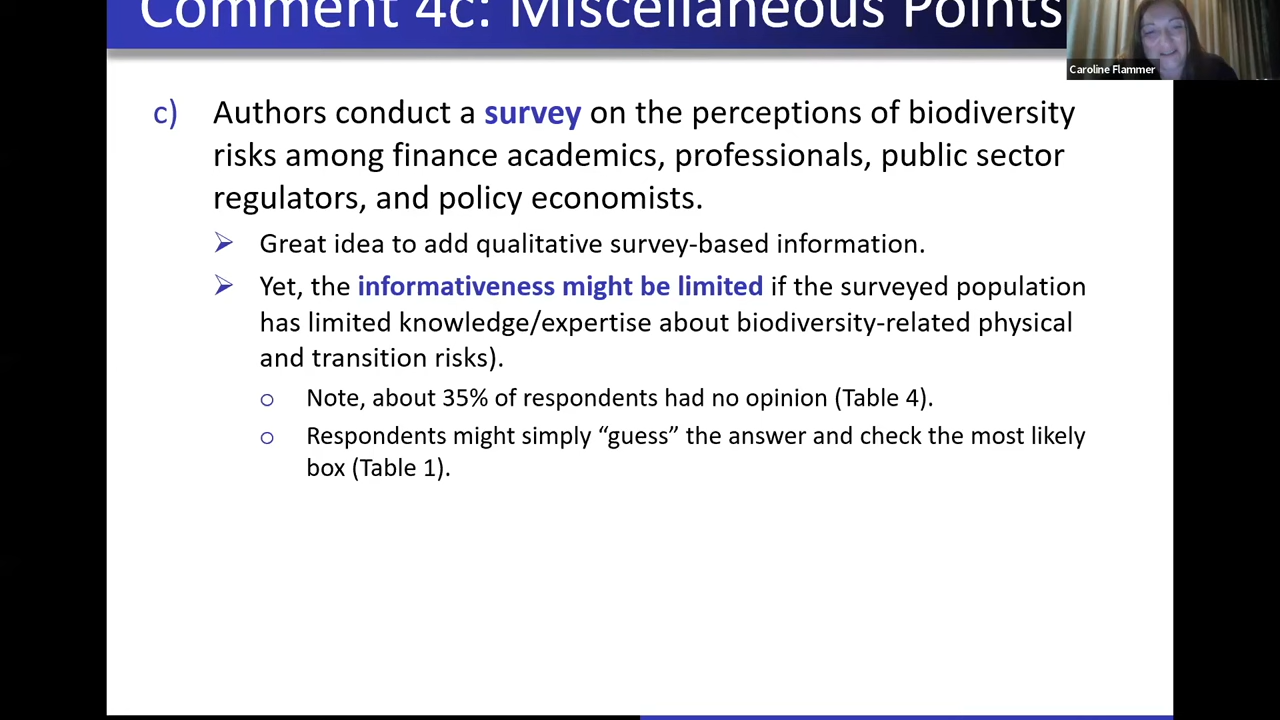 Comment 4c: Miscellaneous Points
Caroline Flammer
c) Authors conduct a survey on the perceptions of biodiversity
risks among finance academics, professionals, public sector
regulators, and policy economists.
➢ Great idea to add qualitative survey-based information.
➢ Yet, the informativeness might be limited if the surveyed population
has limited knowledge/expertise about biodiversity-related physical
and transition risks).
o Note, about 35% of respondents had no opinion (Table 4).
o Respondents might simply “guess” the answer and check the most likely
box (Table 1).